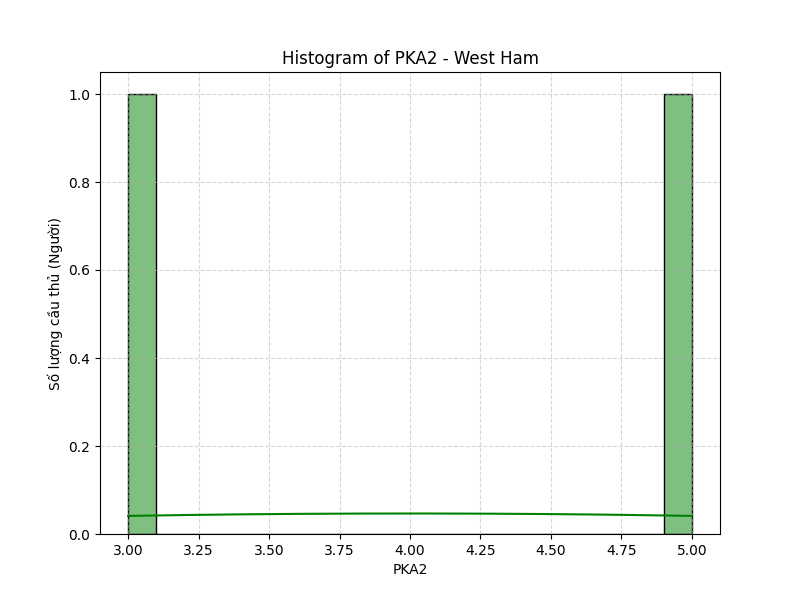 Histogram of PKA2 - West Ham
Số lượng cầu thủ (Người)
1.0
0.8
0.6
0.4
0.2
0.0
3.00 3.25 3.50 3.75 4.00 4.25 4.50 4.75 5.00
PKA2